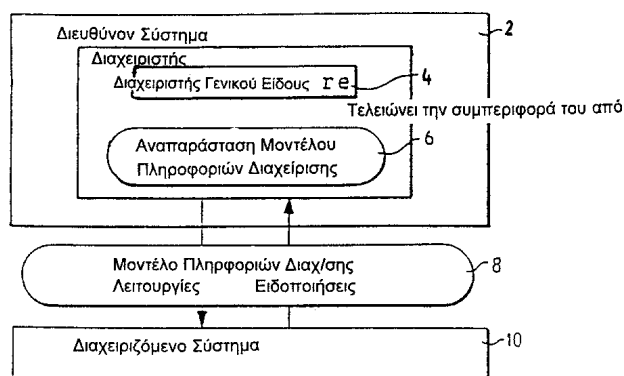 Διευθύνον Σύστημα
2
Διαχειριστής
Διαχειριστής Γενικού Είδους re
4
Τελειώνει την συμπεριφορά του από
Αναπαράσταση Μοντέλου
Πληροφοριών Διαχείρισης
6
Μοντέλο Πληρφοριών Διαχ/σης
Λειτουργίες Ειδοποιήσεις
8
Διαχειριζόμενο Σύστημα
10